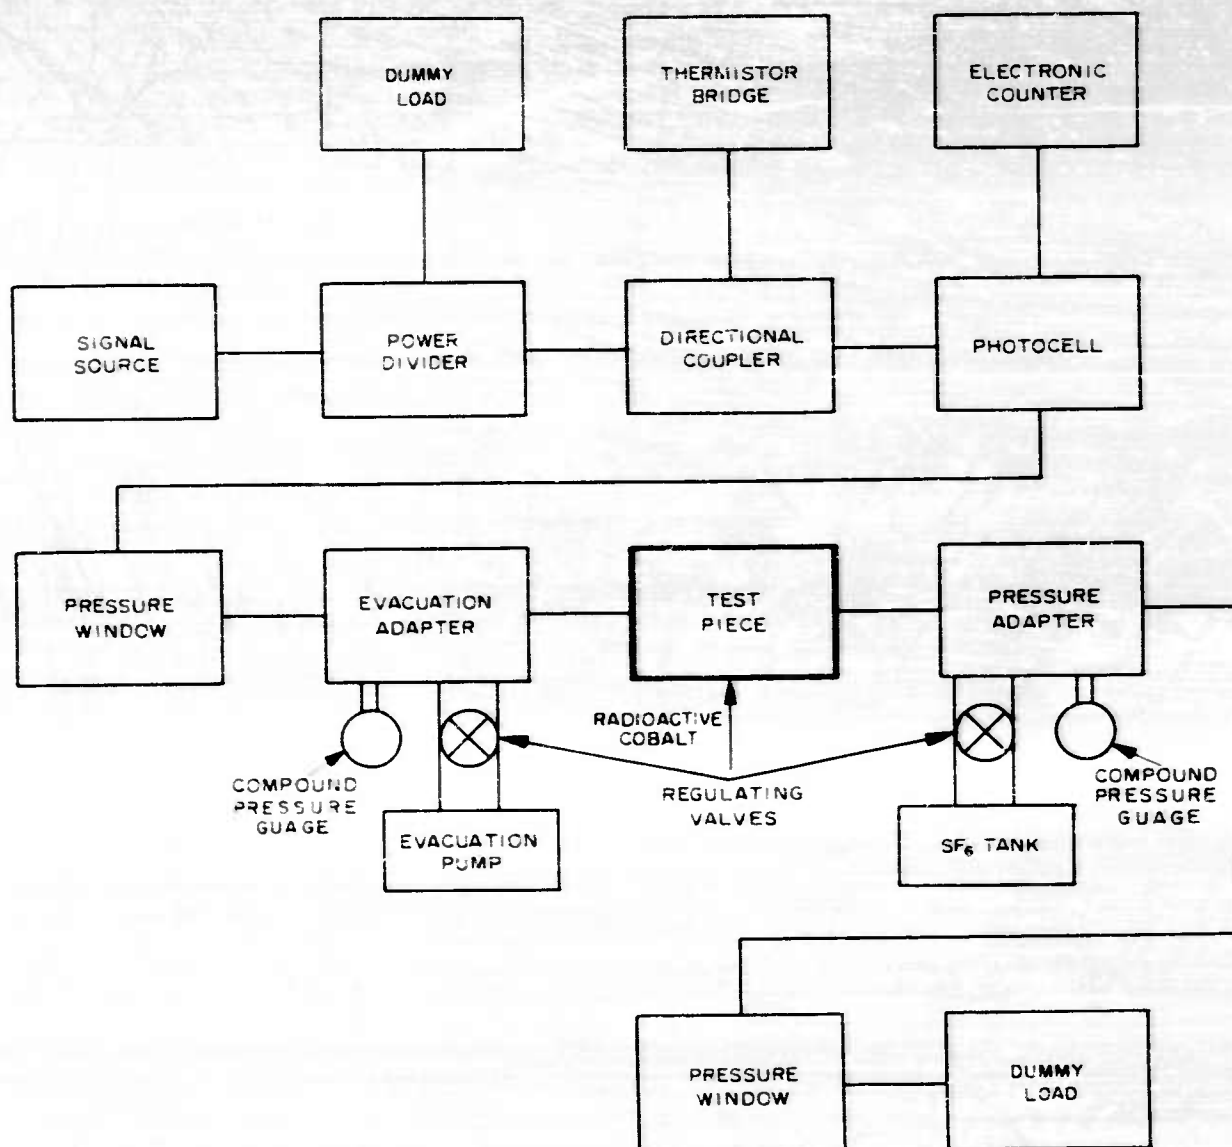 DUMMY
LOAD
THERMISTOR
BRIDGE
ELECTRONIC
COUNTER
SIGNAL
SOURCE
POWER
DIVIDER
DIRECTIONAL
COUPLER
PHOTOCELL
PRESSURE
WINDOW
EVACUATION
ADAPTER
TEST
PIECE
PRESSURE
ADAPTER
RADIOACTIVE
COBALT
COMPOUND
PRESSURE
GUAGE
REGULATING
VALVES
COMPOUND
PRESSURE
GUAGE
EVACUATION
PUMP
SF₆ TANK
PRESSURE
WINDOW
DUMMY
LOAD